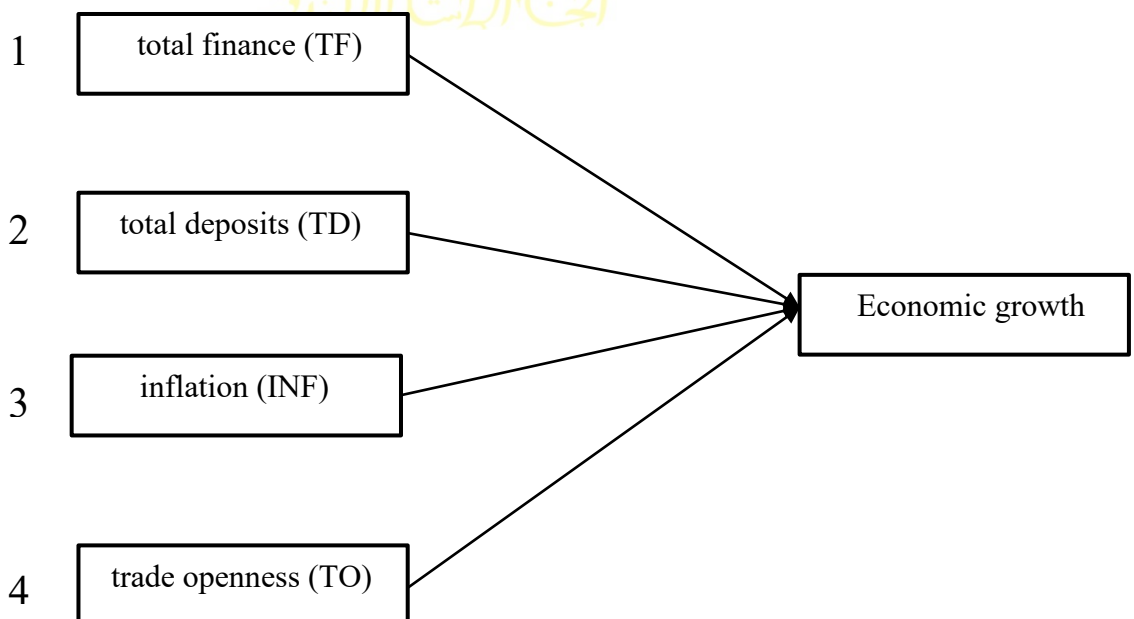 1
total finance (TF)
2
total deposits (TD)
Economic growth
3
inflation (INF)
4
trade openness (TO)